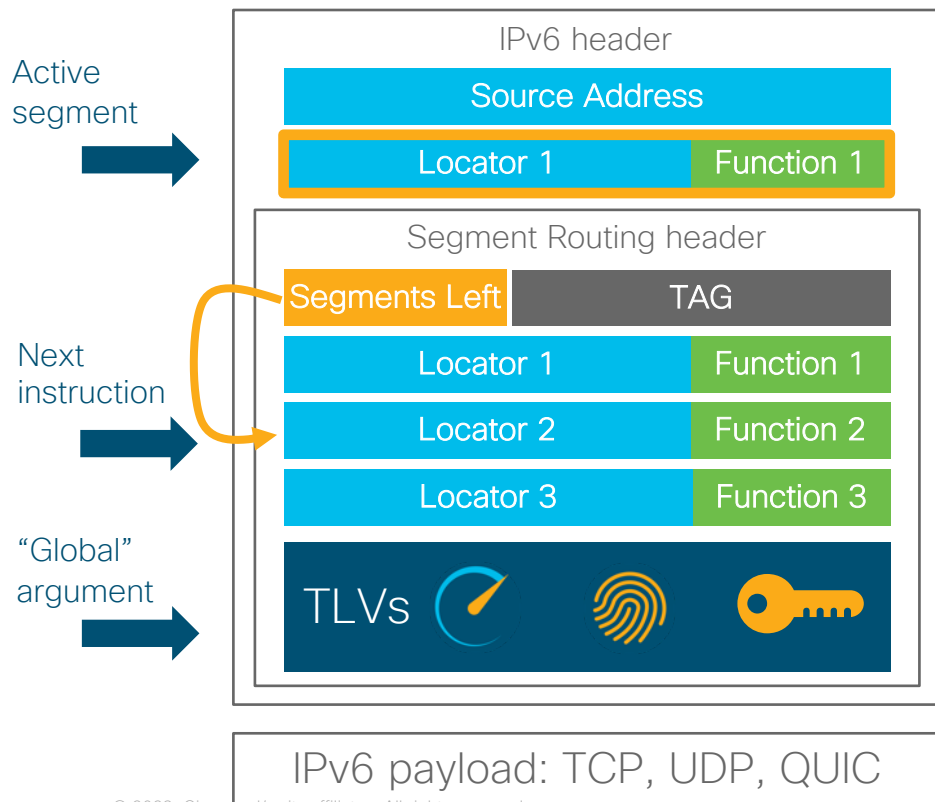 IPv6 header
Active
segment
Source Address
Locator 1 Function 1
Segment Routing header
Segments Left TAG
Next
instruction
Locator 1 Function 1
Locator 2 Function 2
Locator 3 Function 3
“Global”
argument
TLVs
IPv6 payload: TCP, UDP, QUIC